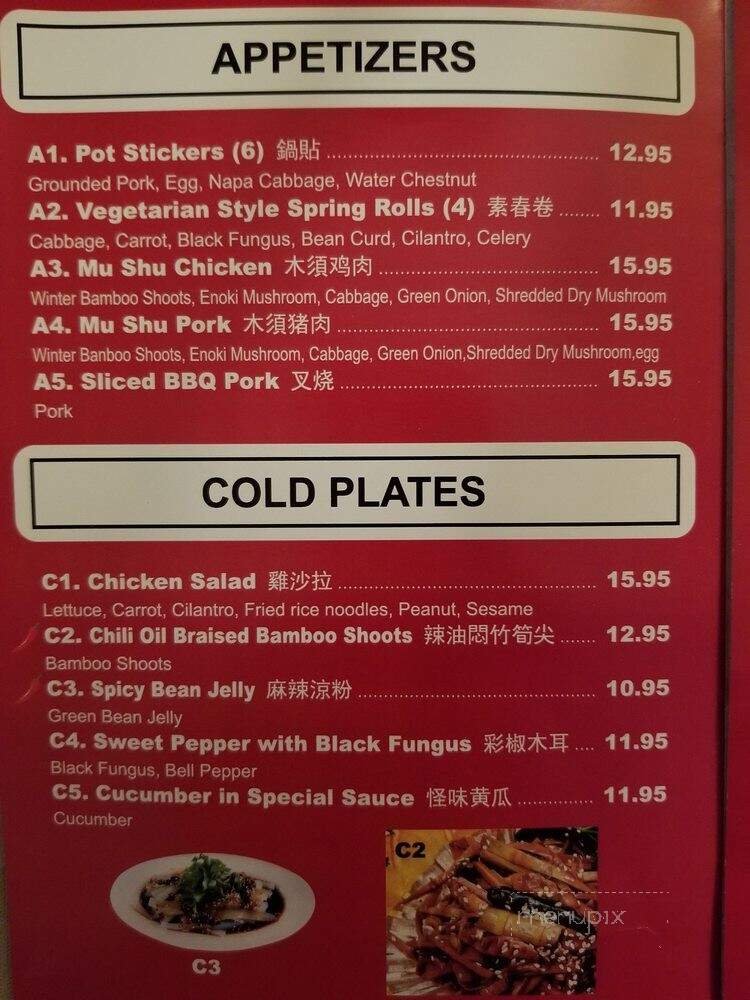 APPETIZERS
A1. Pot Stickers (6) 鍋貼 ........ 12.95
Grounded Pork, Egg, Napa Cabbage, Water Chestnut
A2. Vegetarian Style Spring Rolls (4) 素春卷 ........ 11.95
Cabbage, Carrot, Black Fungus, Bean Curd, Cilantro, Celery
A3. Mu Shu Chicken 木須鸡肉 ........ 15.95
Winter Bamboo Shoots, Enoki Mushroom, Cabbage, Green Onion, Shredded Dry Mushroom
A4. Mu Shu Pork 木須猪肉 ........ 15.95
Winter Banboo Shoots, Enoki Mushroom, Cabbage, Green Onion,Shredded Dry Mushroom,egg
A5. Sliced BBQ Pork 叉烧 ........ 15.95
Pork
COLD PLATES
C1. Chicken Salad 雞沙拉 ........ 15.95
Lettuce, Carrot, Cilantro, Fried rice noodles, Peanut, Sesame
C2. Chili Oil Braised Bamboo Shoots 辣油悶竹筍尖 ....... 12.95
Bamboo Shoots
C3. Spicy Bean Jelly 麻辣涼粉 ........ 10.95
Green Bean Jelly
C4. Sweet Pepper with Black Fungus 彩椒木耳 .... 11.95
Black Fungus, Bell Pepper
C5. Cucumber in Special Sauce 怪味黄瓜 ........ 11.95
Cucumber
C2
menupix
C3